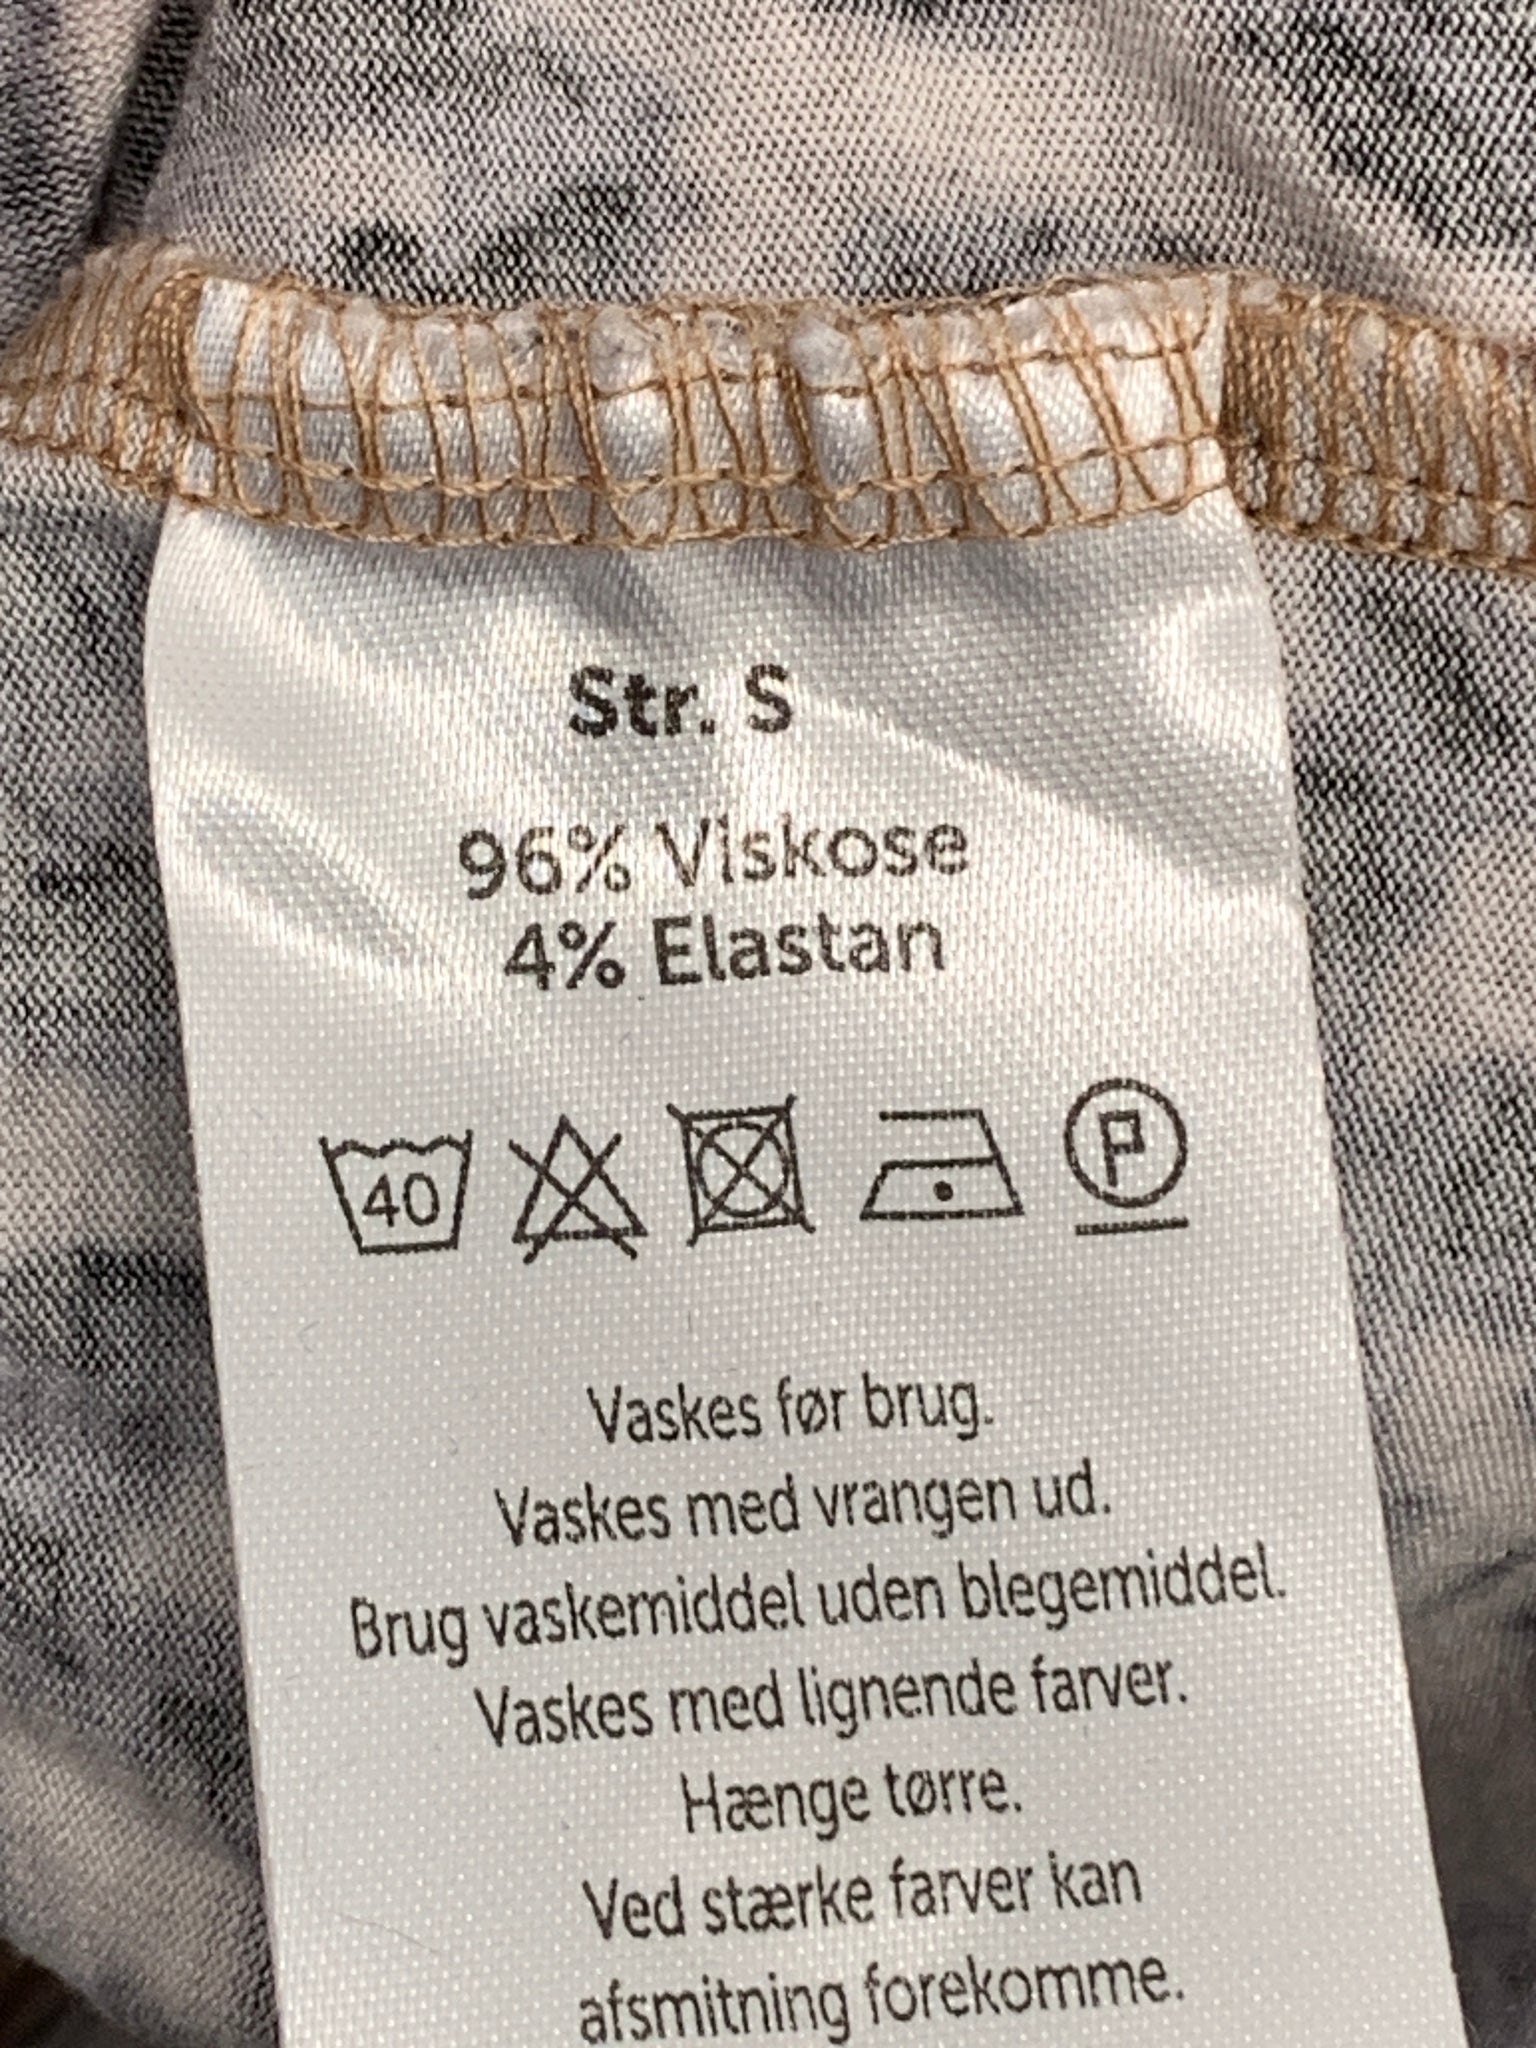 Str. S
96% Viskose
4% Elastan
40
P
Vaskes før brug.
Vaskes med vrangen ud.
Brug vaskemiddel uden blegemiddel.
Vaskes med lignende farver.
Hænge tørre.
Ved stærke farver kan
afsmitning forekomme.